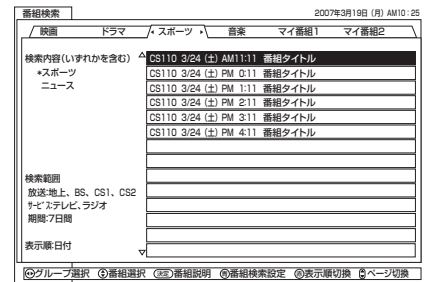 番組検索 2007年3月19日 (月) AM10:25
映画 ドラマ スポーツ 音楽 マイ番組1 マイ番組2
検索内容(いずれかを含む)
*スポーツ
ニュース
CS110 3/24 (土) AM11:11 番組タイトル
CS110 3/24 (土) PM 0:11 番組タイトル
CS110 3/24 (土) PM 1:11 番組タイトル
CS110 3/24 (土) PM 2:11 番組タイトル
CS110 3/24 (土) PM 3:11 番組タイトル
CS110 3/24 (土) PM 4:11 番組タイトル
検索範囲
放送:地上、BS、CS1、CS2
サービス:テレビ、ラジオ
期間:7日間
表示順:日付
グループ選択 番組選択 決定 番組説明 番組検索設定 表示順切換 ページ切換